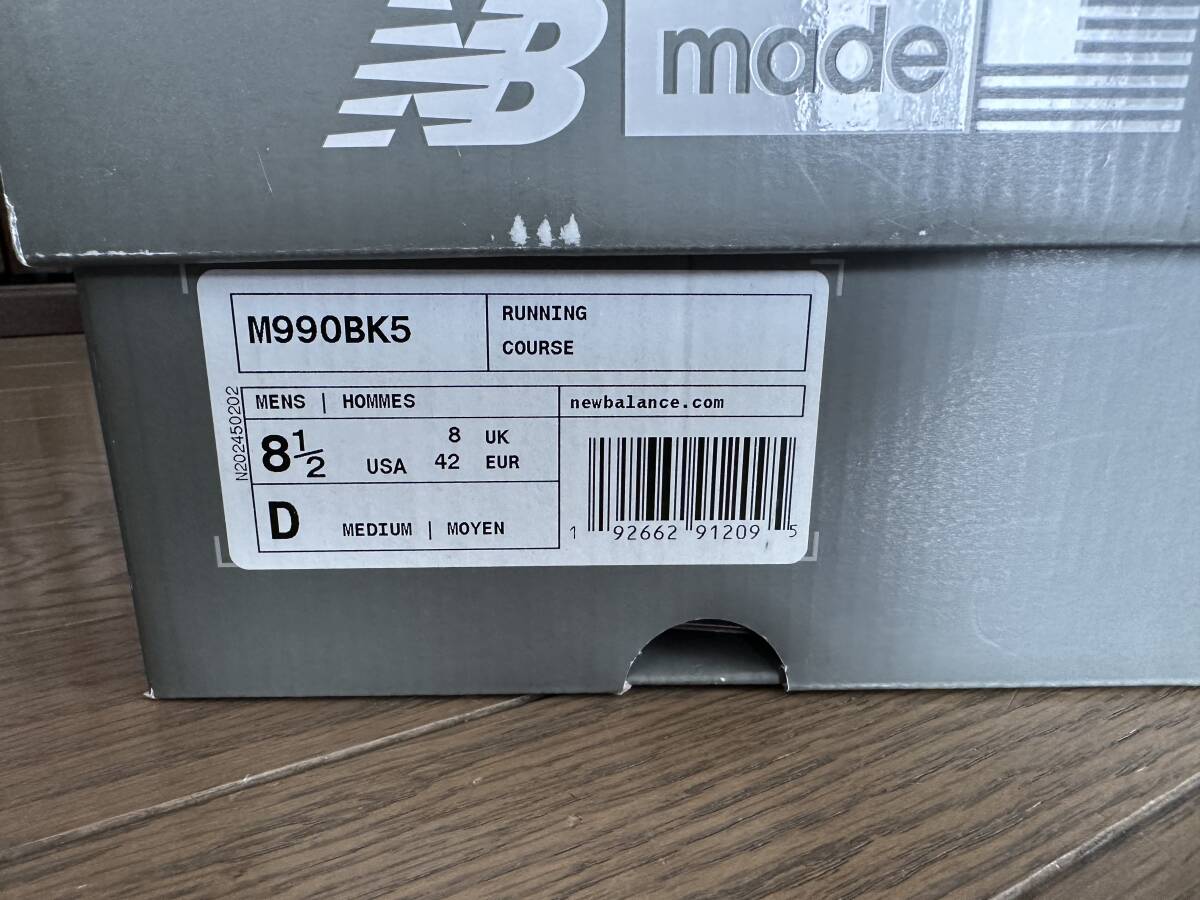 NB made
M990BK5
RUNNING
COURSE
N202450202
MENS | HOMMES
newbalance.com
8½ USA
8 UK
42 EUR
D MEDIUM | MOYEN
1 92662 91209 5